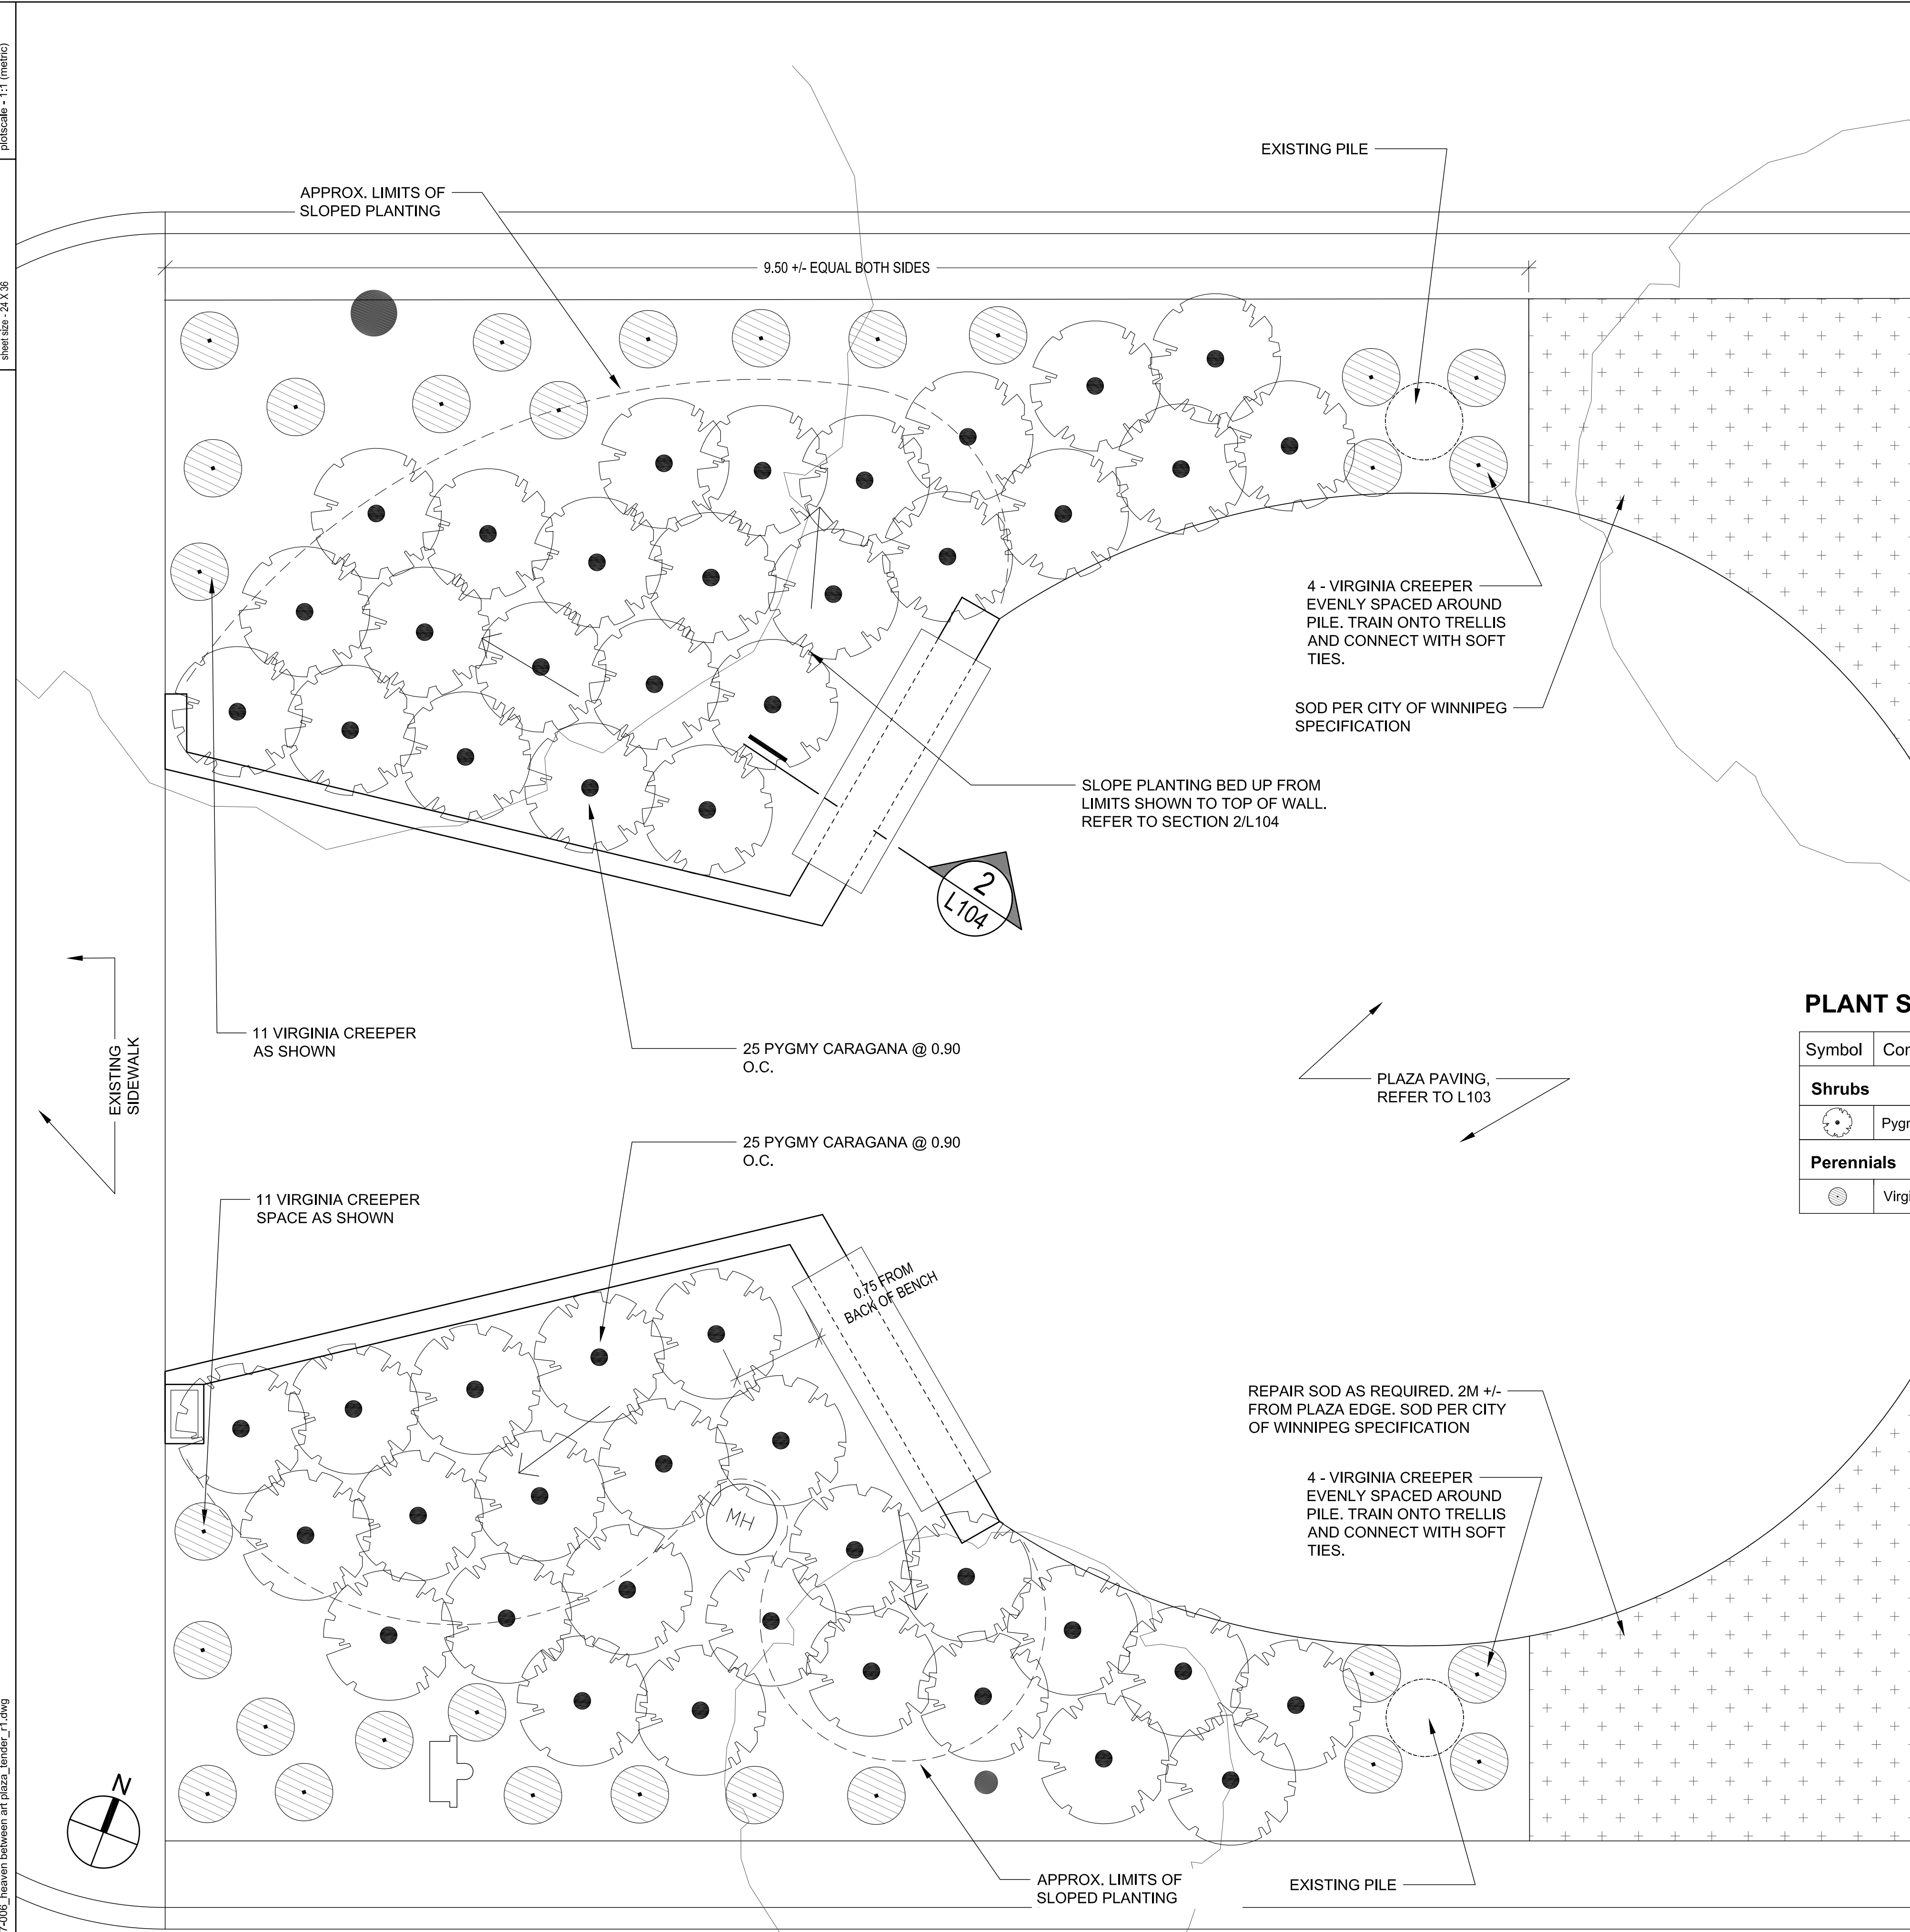 plotscale - 1:1 (metric)
sheet size - 24 X 36
EXISTING PILE
APPROX. LIMITS OF
SLOPED PLANTING
9.50 +/- EQUAL BOTH SIDES
4 - VIRGINIA CREEPER
EVENLY SPACED AROUND
PILE. TRAIN ONTO TRELLIS
AND CONNECT WITH SOFT
TIES.
SOD PER CITY OF WINNIPEG
SPECIFICATION
SLOPE PLANTING BED UP FROM
LIMITS SHOWN TO TOP OF WALL.
REFER TO SECTION 2/L104
2
L104
11 VIRGINIA CREEPER
AS SHOWN
25 PYGMY CARAGANA @ 0.90
O.C.
EXISTING
SIDEWALK
PLAZA PAVING,
REFER TO L103
PLANT S
Symbol Cor
Shrubs
Pygr
Perennials
Virgi
25 PYGMY CARAGANA @ 0.90
O.C.
11 VIRGINIA CREEPER
SPACE AS SHOWN
0.75 FROM
BACK OF BENCH
MH
REPAIR SOD AS REQUIRED. 2M +/-
FROM PLAZA EDGE. SOD PER CITY
OF WINNIPEG SPECIFICATION
4 - VIRGINIA CREEPER
EVENLY SPACED AROUND
PILE. TRAIN ONTO TRELLIS
AND CONNECT WITH SOFT
TIES.
N
APPROX. LIMITS OF
SLOPED PLANTING
EXISTING PILE
7-006_heaven between art plaza_tender_r1.dwg